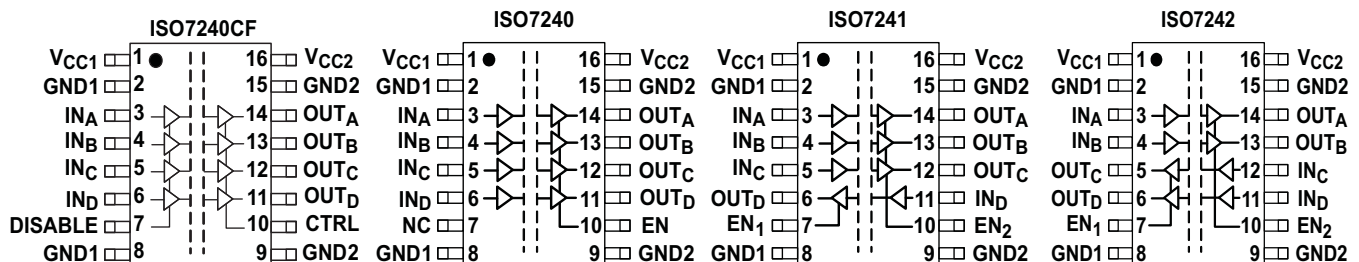 ISO7240CF
VCC1 1 16 VCC2
GND1 2 15 GND2
INA 3 14 OUTA
INB 4 13 OUTB
INC 5 12 OUTC
IND 6 11 OUTD
DISABLE 7 10 CTRL
GND1 8 9 GND2
ISO7240
VCC1 1 16 VCC2
GND1 2 15 GND2
INA 3 14 OUTA
INB 4 13 OUTB
INC 5 12 OUTC
IND 6 11 OUTD
NC 7 10 EN
GND1 8 9 GND2
ISO7241
VCC1 1 16 VCC2
GND1 2 15 GND2
INA 3 14 OUTA
INB 4 13 OUTB
INC 5 12 OUTC
OUTD 6 11 IND
EN1 7 10 EN2
GND1 8 9 GND2
ISO7242
VCC1 1 16 VCC2
GND1 2 15 GND2
INA 3 14 OUTA
INB 4 13 OUTB
OUTC 5 12 INC
OUTD 6 11 IND
EN1 7 10 EN2
GND1 8 9 GND2